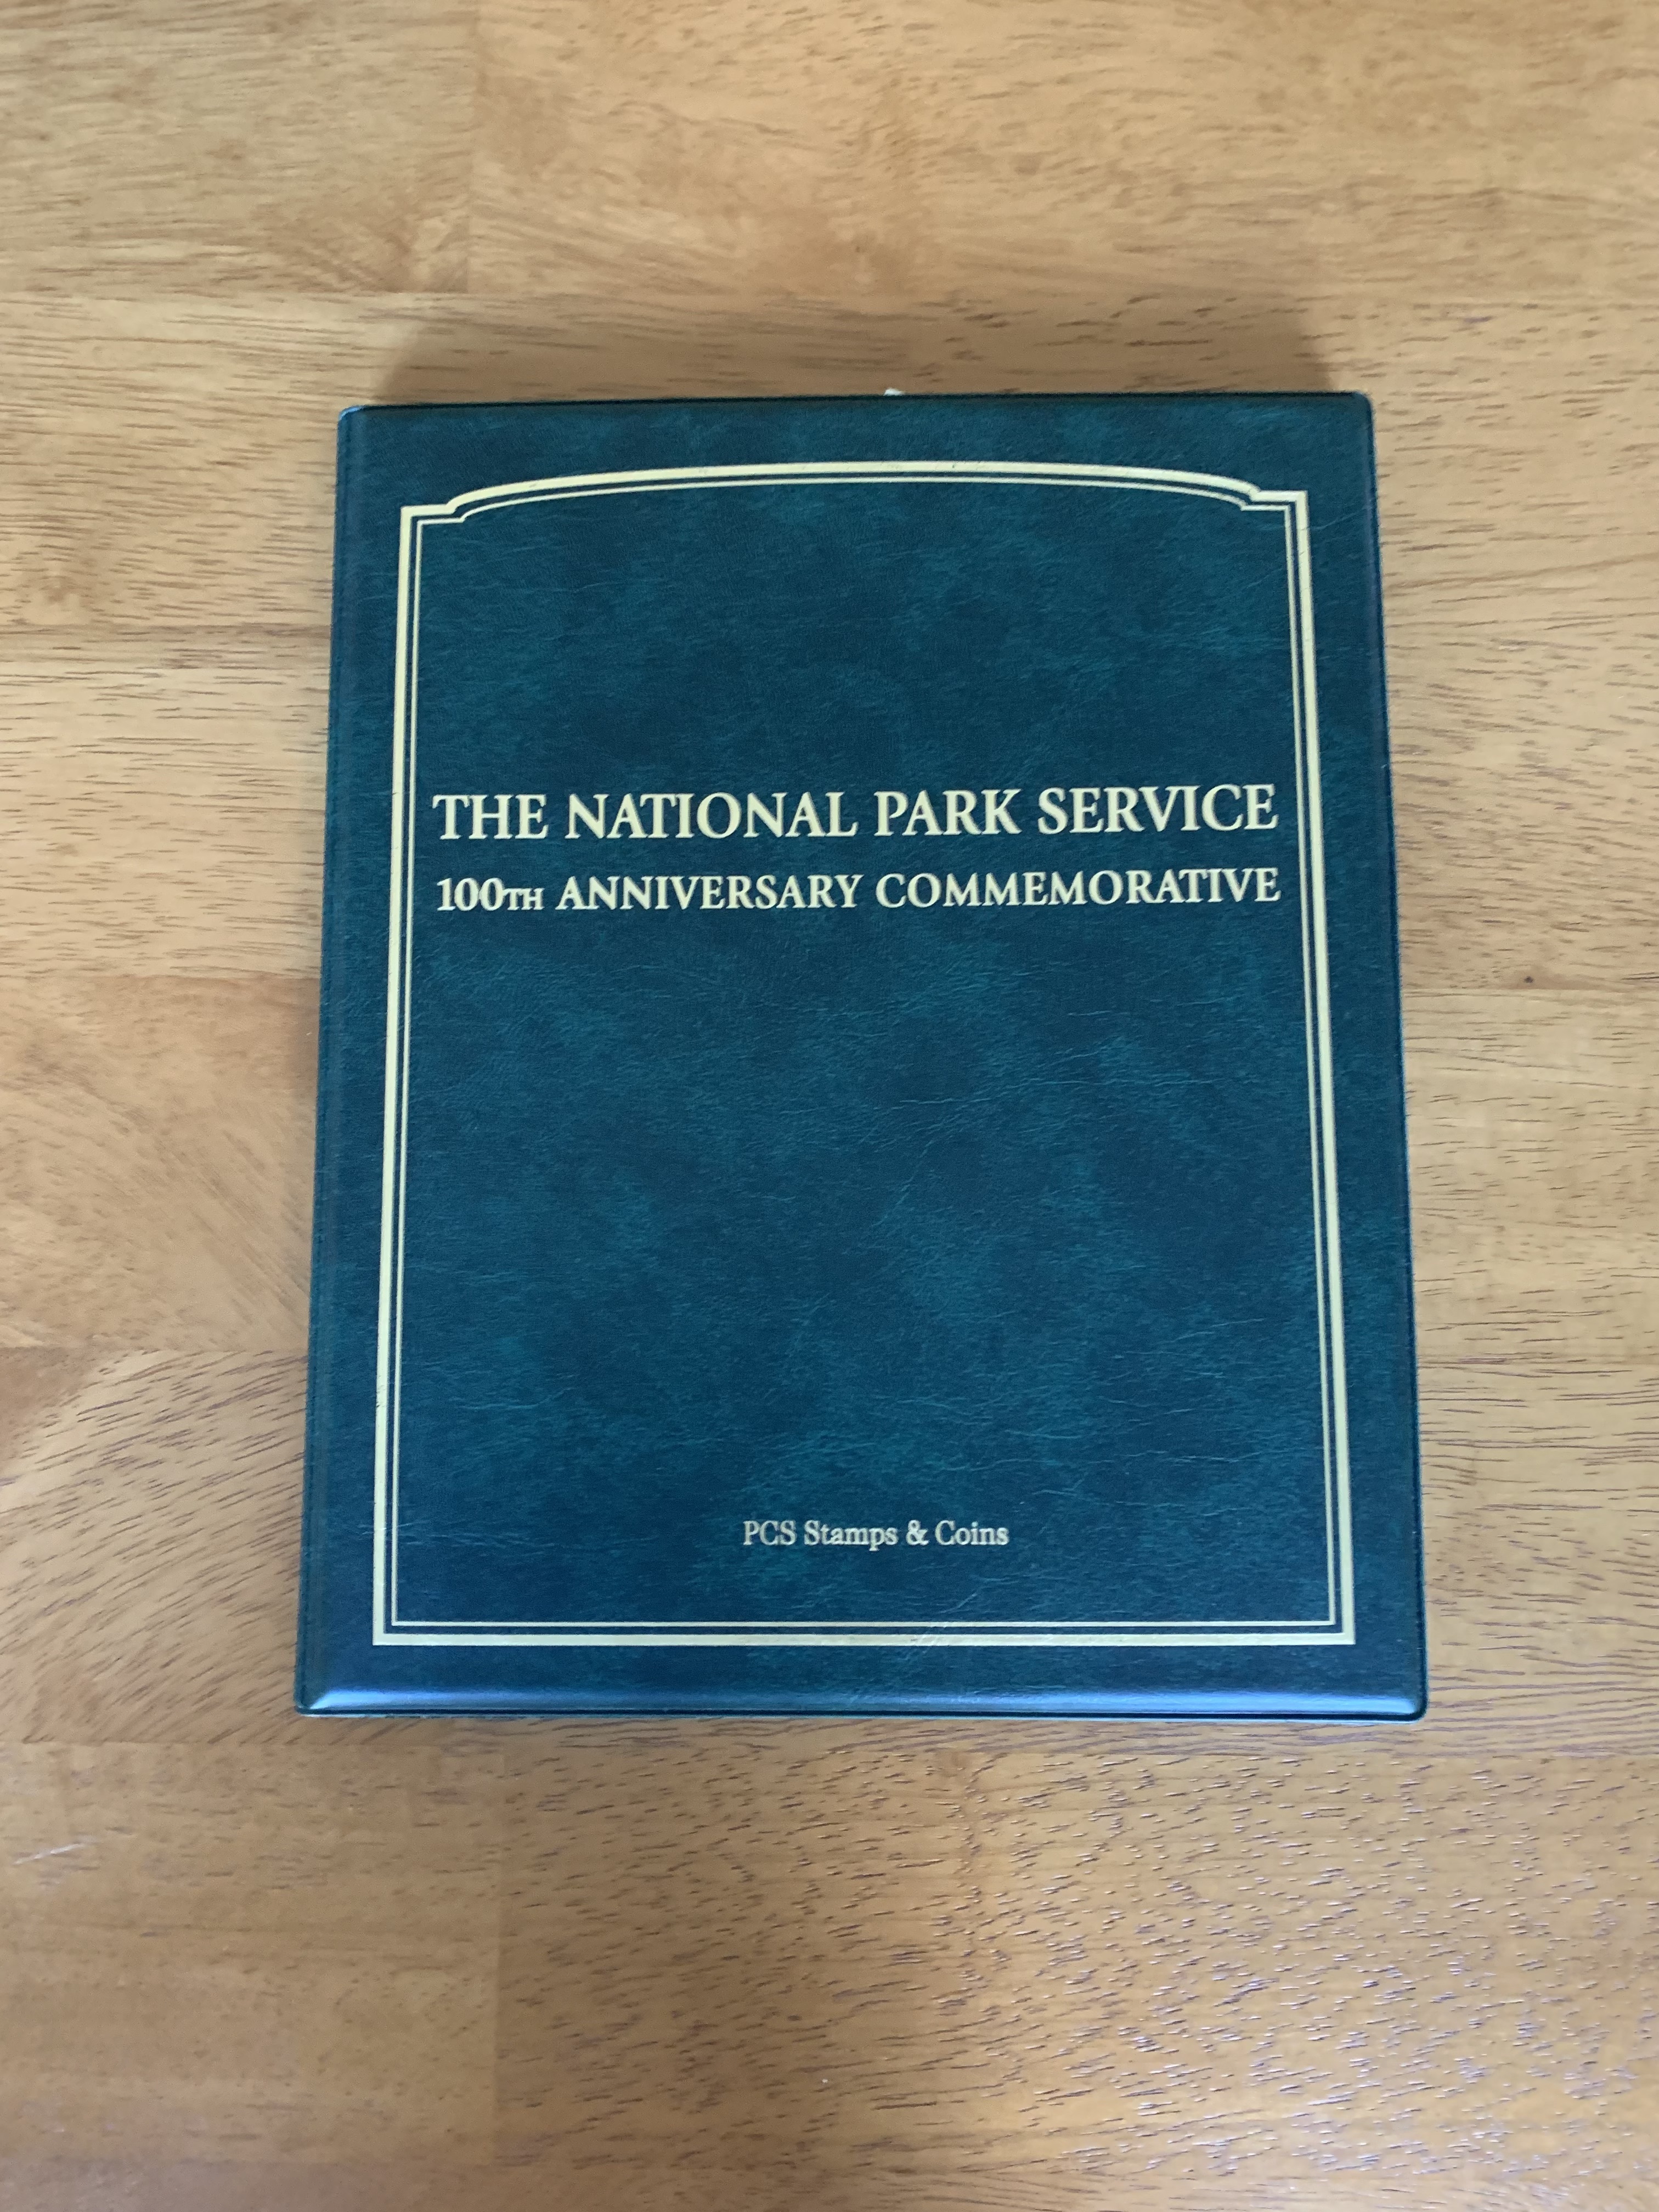 THE NATIONAL PARK SERVICE
100TH ANNIVERSARY COMMEMORATIVE
PCS Stamps & Coins